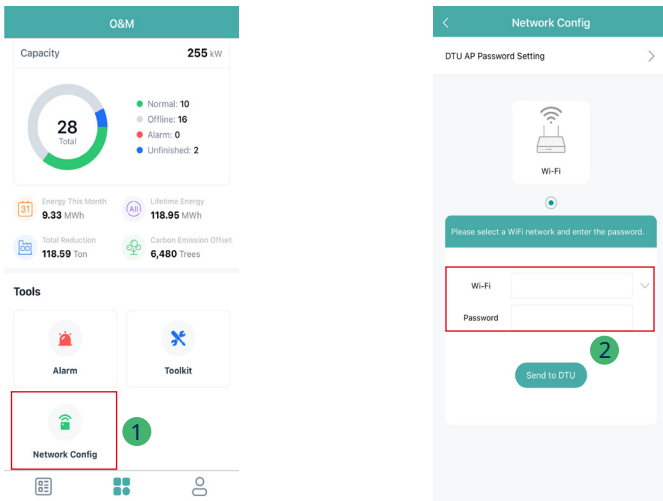 O&M
Capacity
255 kW
28
Total
Normal: 10
Offline: 16
Alarm: 0
Unfinished: 2
31
Energy This Month
9.33 MWh
All
Lifetime Energy
118.95 MWh
Total Reduction
118.59 Ton
Carbon Emission Offset
6,480 Trees
Tools
Alarm
Toolkit
Network Config
1
Network Config
DTU AP Password Setting
Wi-Fi
Please select a WiFi network and enter the password.
Wi-Fi
Password
2
Send to DTU